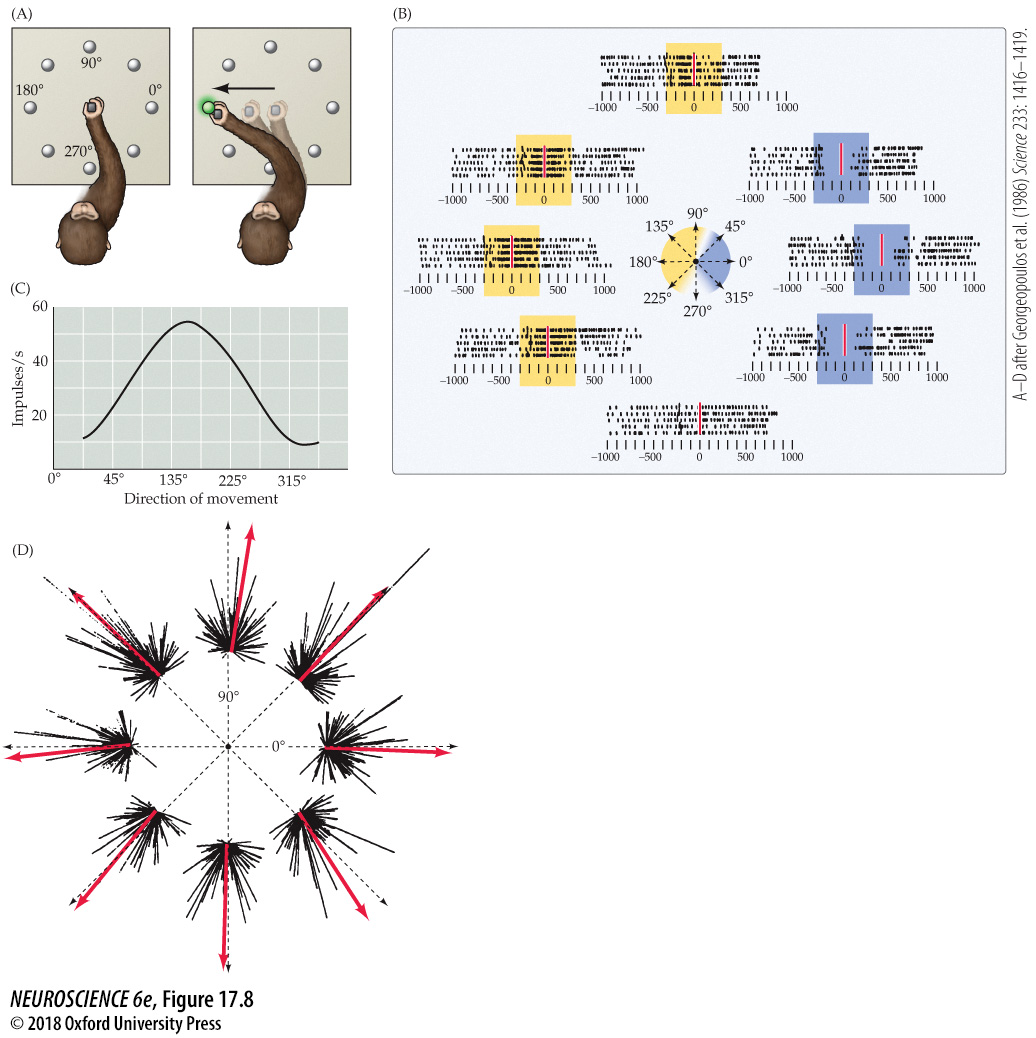 (A)
90°
180°
0°
270°
(B)
−1000 −500 0 500 1000
−1000 −500 0 500 1000
−1000 −500 0 500 1000
90°
135°
45°
180°
0°
225°
315°
270°
−1000 −500 0 500 1000
−1000 −500 0 500 1000
−1000 −500 0 500 1000
−1000 −500 0 500 1000
−1000 −500 0 500 1000
A–D after Georgeopoulos et al. (1986) Science 233: 1416–1419.
(C)
60
40
20
Impulses/s
0° 45° 135° 225° 315°
Direction of movement
(D)
90°
0°
NEUROSCIENCE 6e, Figure 17.8
© 2018 Oxford University Press